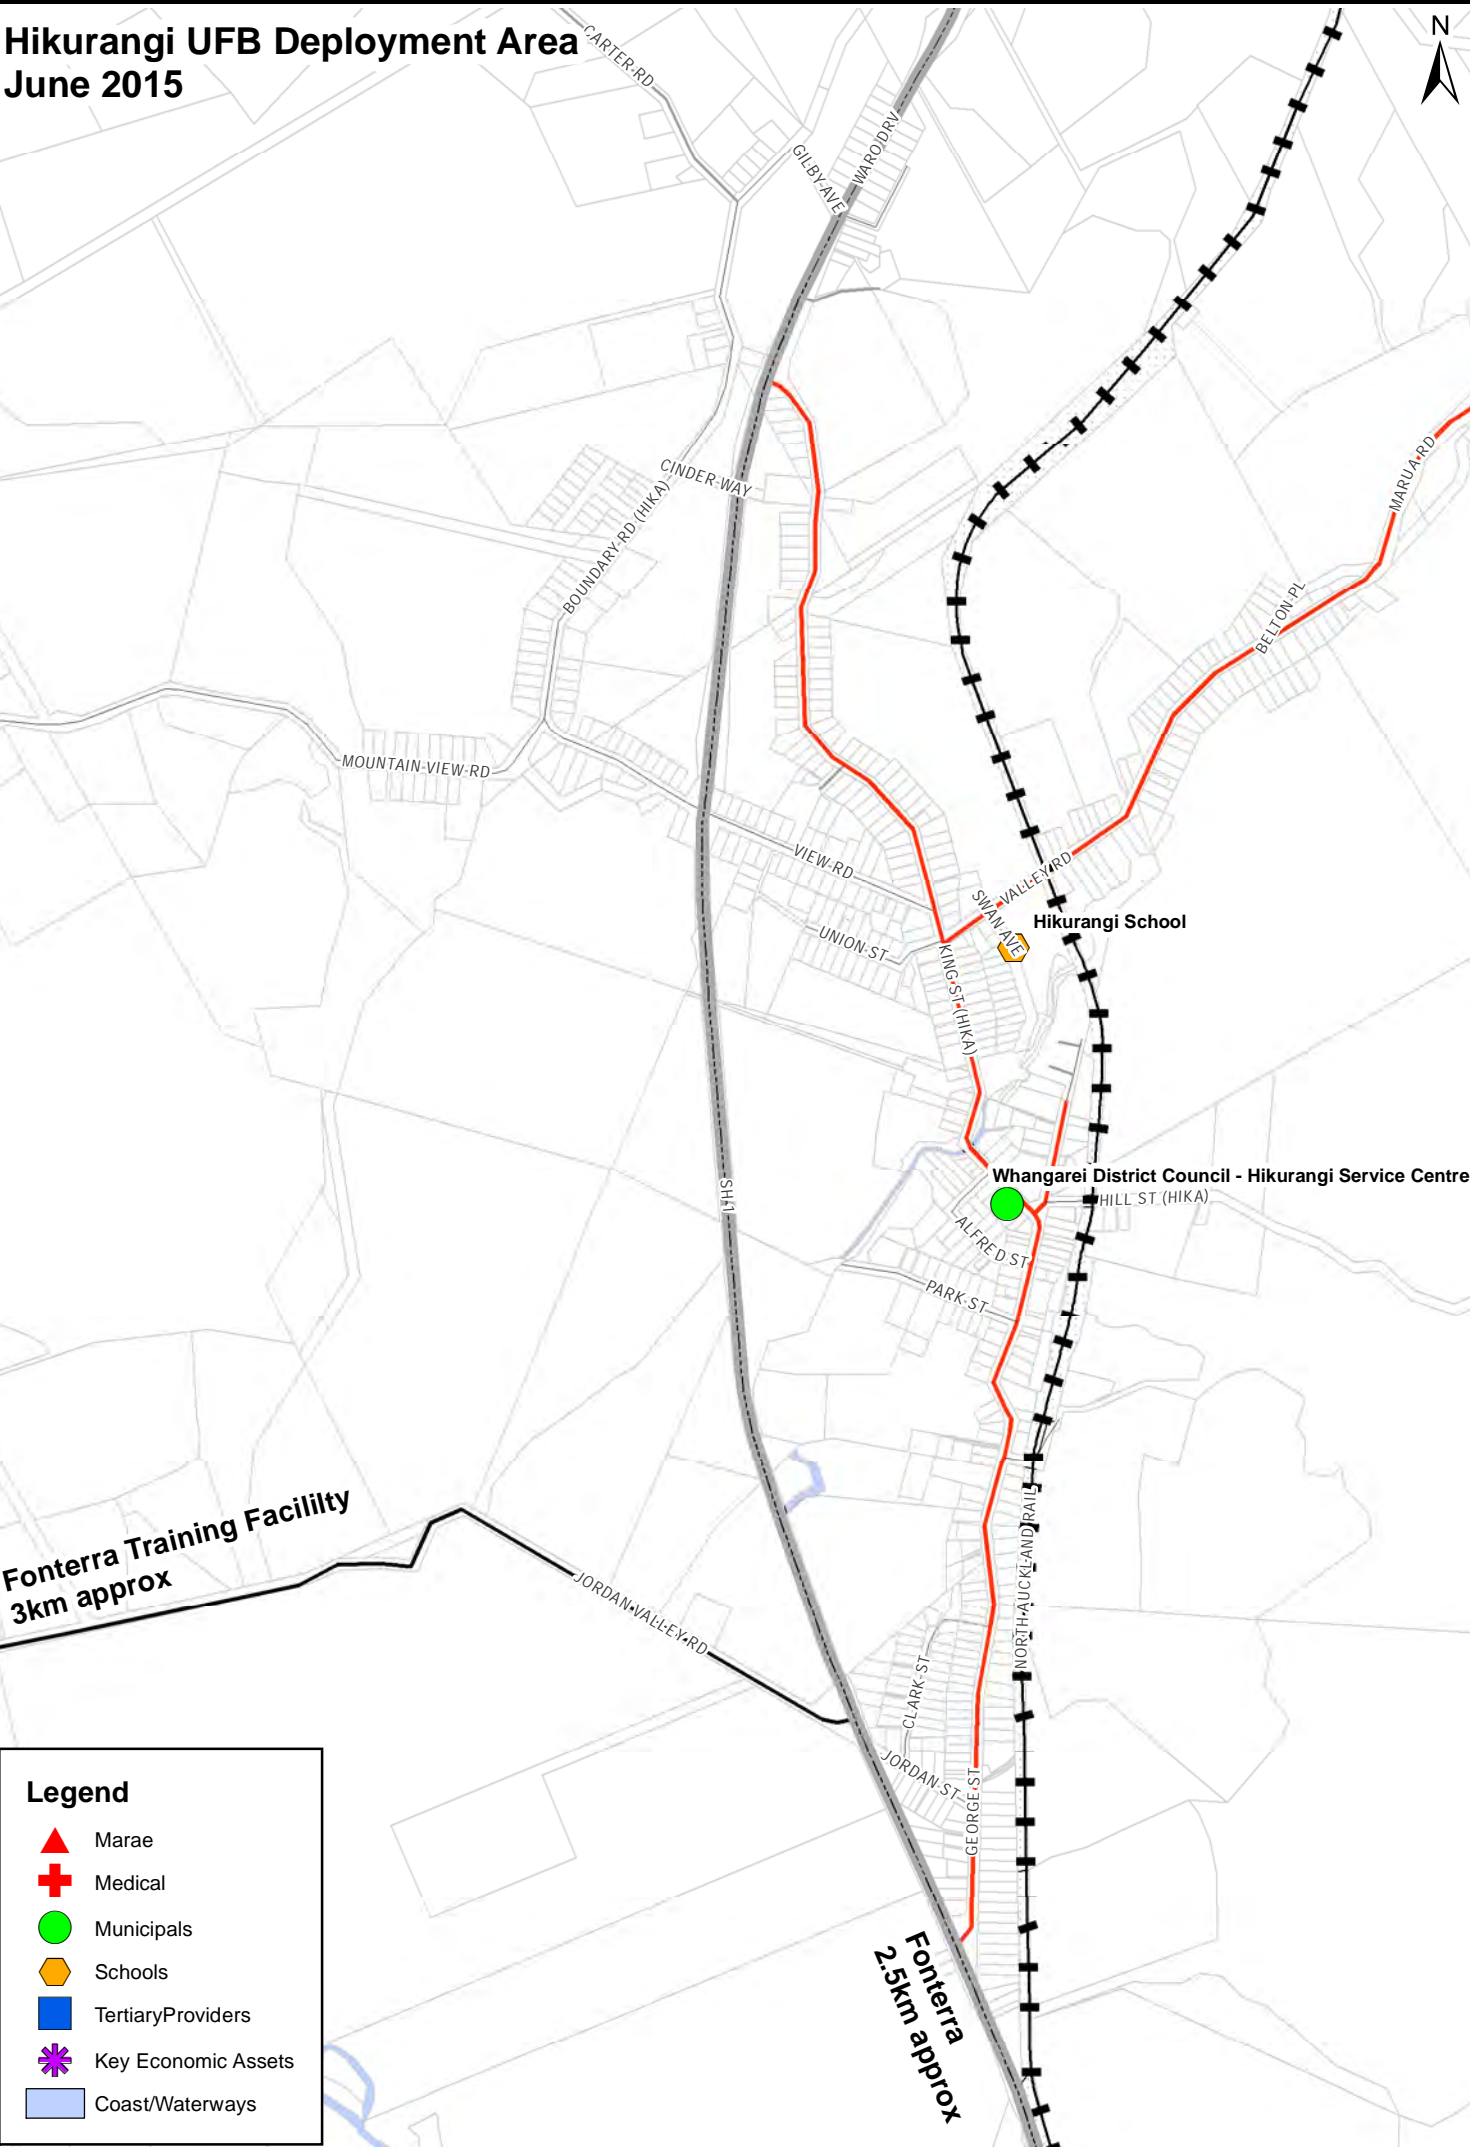 Hikurangi UFB Deployment Area
June 2015
N
CARTER RD
GILBY AVE
WARO DRV
CINDER WAY
BOUNDARY RD (HIKA)
MARUA RD
BELTON PL
MOUNTAIN VIEW RD
VIEW RD
VALLEY RD
SWAN AVE
Hikurangi School
UNION ST
KING ST (HIKA)
Whangarei District Council - Hikurangi Service Centre
HILL ST (HIKA)
SH 1
ALFRED ST
PARK ST
Fonterra Training Facililty
3km approx
NORTH AUCKLAND RAIL
JORDAN VALLEY RD
CLARK ST
JORDAN ST
GEORGE ST
Fonterra
2.5km approx
Legend
Marae
Medical
Municipals
Schools
TertiaryProviders
Key Economic Assets
Coast/Waterways